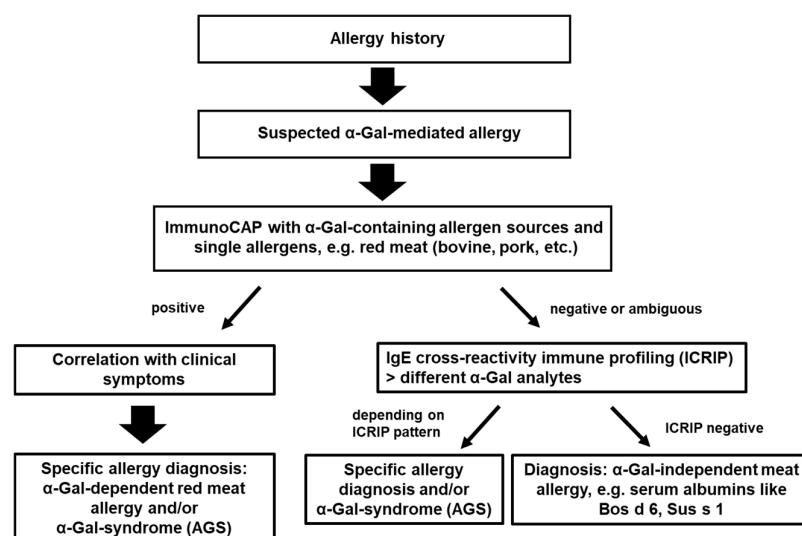 Allergy history
Suspected α-Gal-mediated allergy
ImmunoCAP with α-Gal-containing allergen sources and
single allergens, e.g. red meat (bovine, pork, etc.)
positive
negative or ambiguous
Correlation with clinical
symptoms
IgE cross-reactivity immune profiling (ICRIP)
> different α-Gal analytes
depending on
ICRIP pattern
ICRIP negative
Specific allergy diagnosis:
α-Gal-dependent red meat
allergy and/or
α-Gal-syndrome (AGS)
Specific allergy
diagnosis and/or
α-Gal-syndrome (AGS)
Diagnosis: α-Gal-independent meat
allergy, e.g. serum albumins like
Bos d 6, Sus s 1